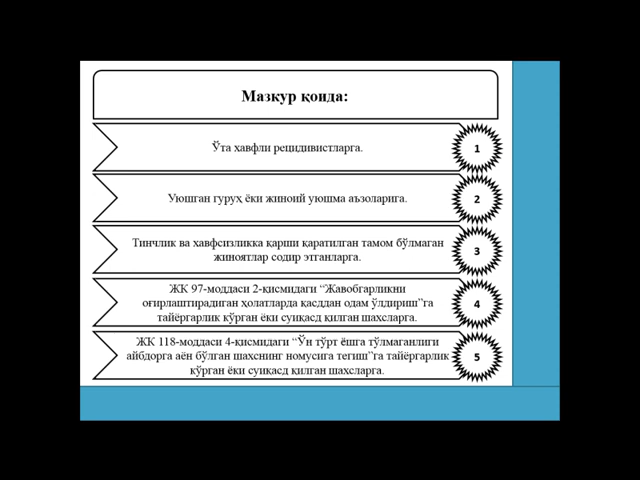 Мазкур қоида:
Ўта хавфли рецидивистларга.
1
Уюшган гуруҳ ёки жиноий уюшма аъзоларига.
2
Тинчлик ва хавфсизликка қарши қаратилган тамом бўлмаган
жиноятлар содир этганларга.
3
ЖК 97-моддаси 2-қисмидаги “Жавобгарликни
оғирлаштирадиган ҳолатларда қасддан одам ўлдириш”га
тайёргарлик кўрган ёки суиқасд қилган шахсларга.
4
ЖК 118-моддаси 4-қисмидаги “Ўн тўрт ёшга тўлмаганлиги
айбдорга аён бўлган шахснинг номусига тегиш”га тайёргарлик
кўрган ёки суиқасд қилган шахсларга.
5